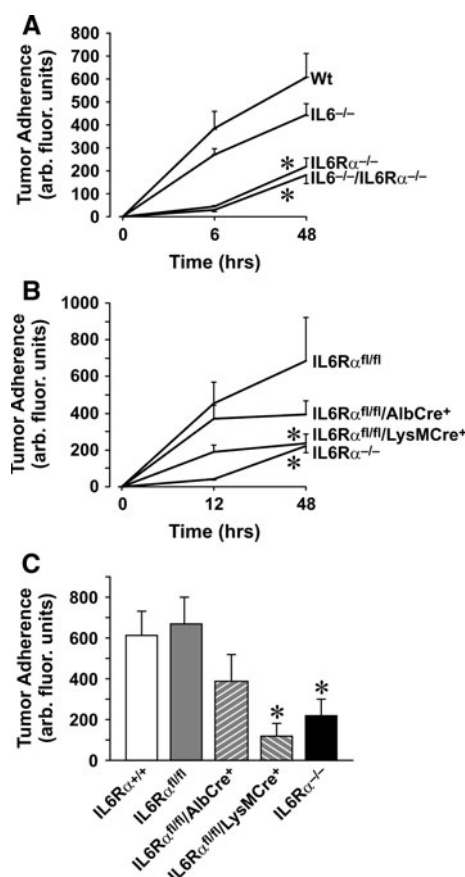 A
Tumor Adherence
(arb. fluor. units)
800
700
600
500
400
300
200
100
0
Wt
IL6–/–
*
IL6Rα–/–
IL6–/–/IL6Rα–/–
*
0 6 48
Time (hrs)
B
Tumor Adherence
(arb. fluor. units)
1000
800
600
400
200
0
IL6Rαfl/fl
IL6Rαfl/fl/AlbCre+
*
IL6Rαfl/fl/LysMCre+
IL6Rα–/–
*
0 12 48
Time (hrs)
C
Tumor Adherence
(arb. fluor. units)
800
600
400
200
0
* *
IL6Rα+/+
IL6Rαfl/fl
IL6Rαfl/fl/AlbCre+
IL6Rαfl/fl/LysMCre+
IL6Rα–/–